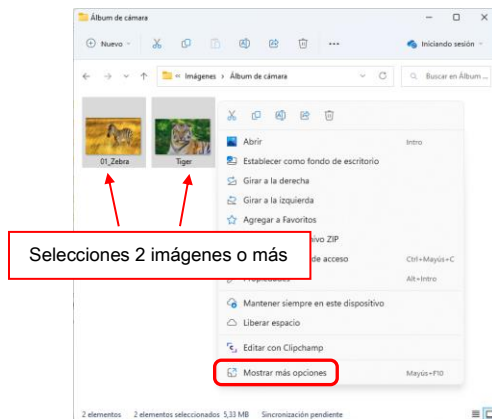 Álbum de cámara
Nuevo
Iniciando sesión
Imágenes › Álbum de cámara
Buscar en Álbum ...
01_Zebra
Tiger
Abrir Intro
Establecer como fondo de escritorio
Girar a la derecha
Girar a la izquierda
Agregar a Favoritos
ivo ZIP
Selecciones 2 imágenes o más
de acceso Ctrl+Mayús+C
Alt+Intro
Mantener siempre en este dispositivo
Liberar espacio
Editar con Clipchamp
Mostrar más opciones Mayús+F10
2 elementos 2 elementos seleccionados 5,33 MB Sincronización pendiente